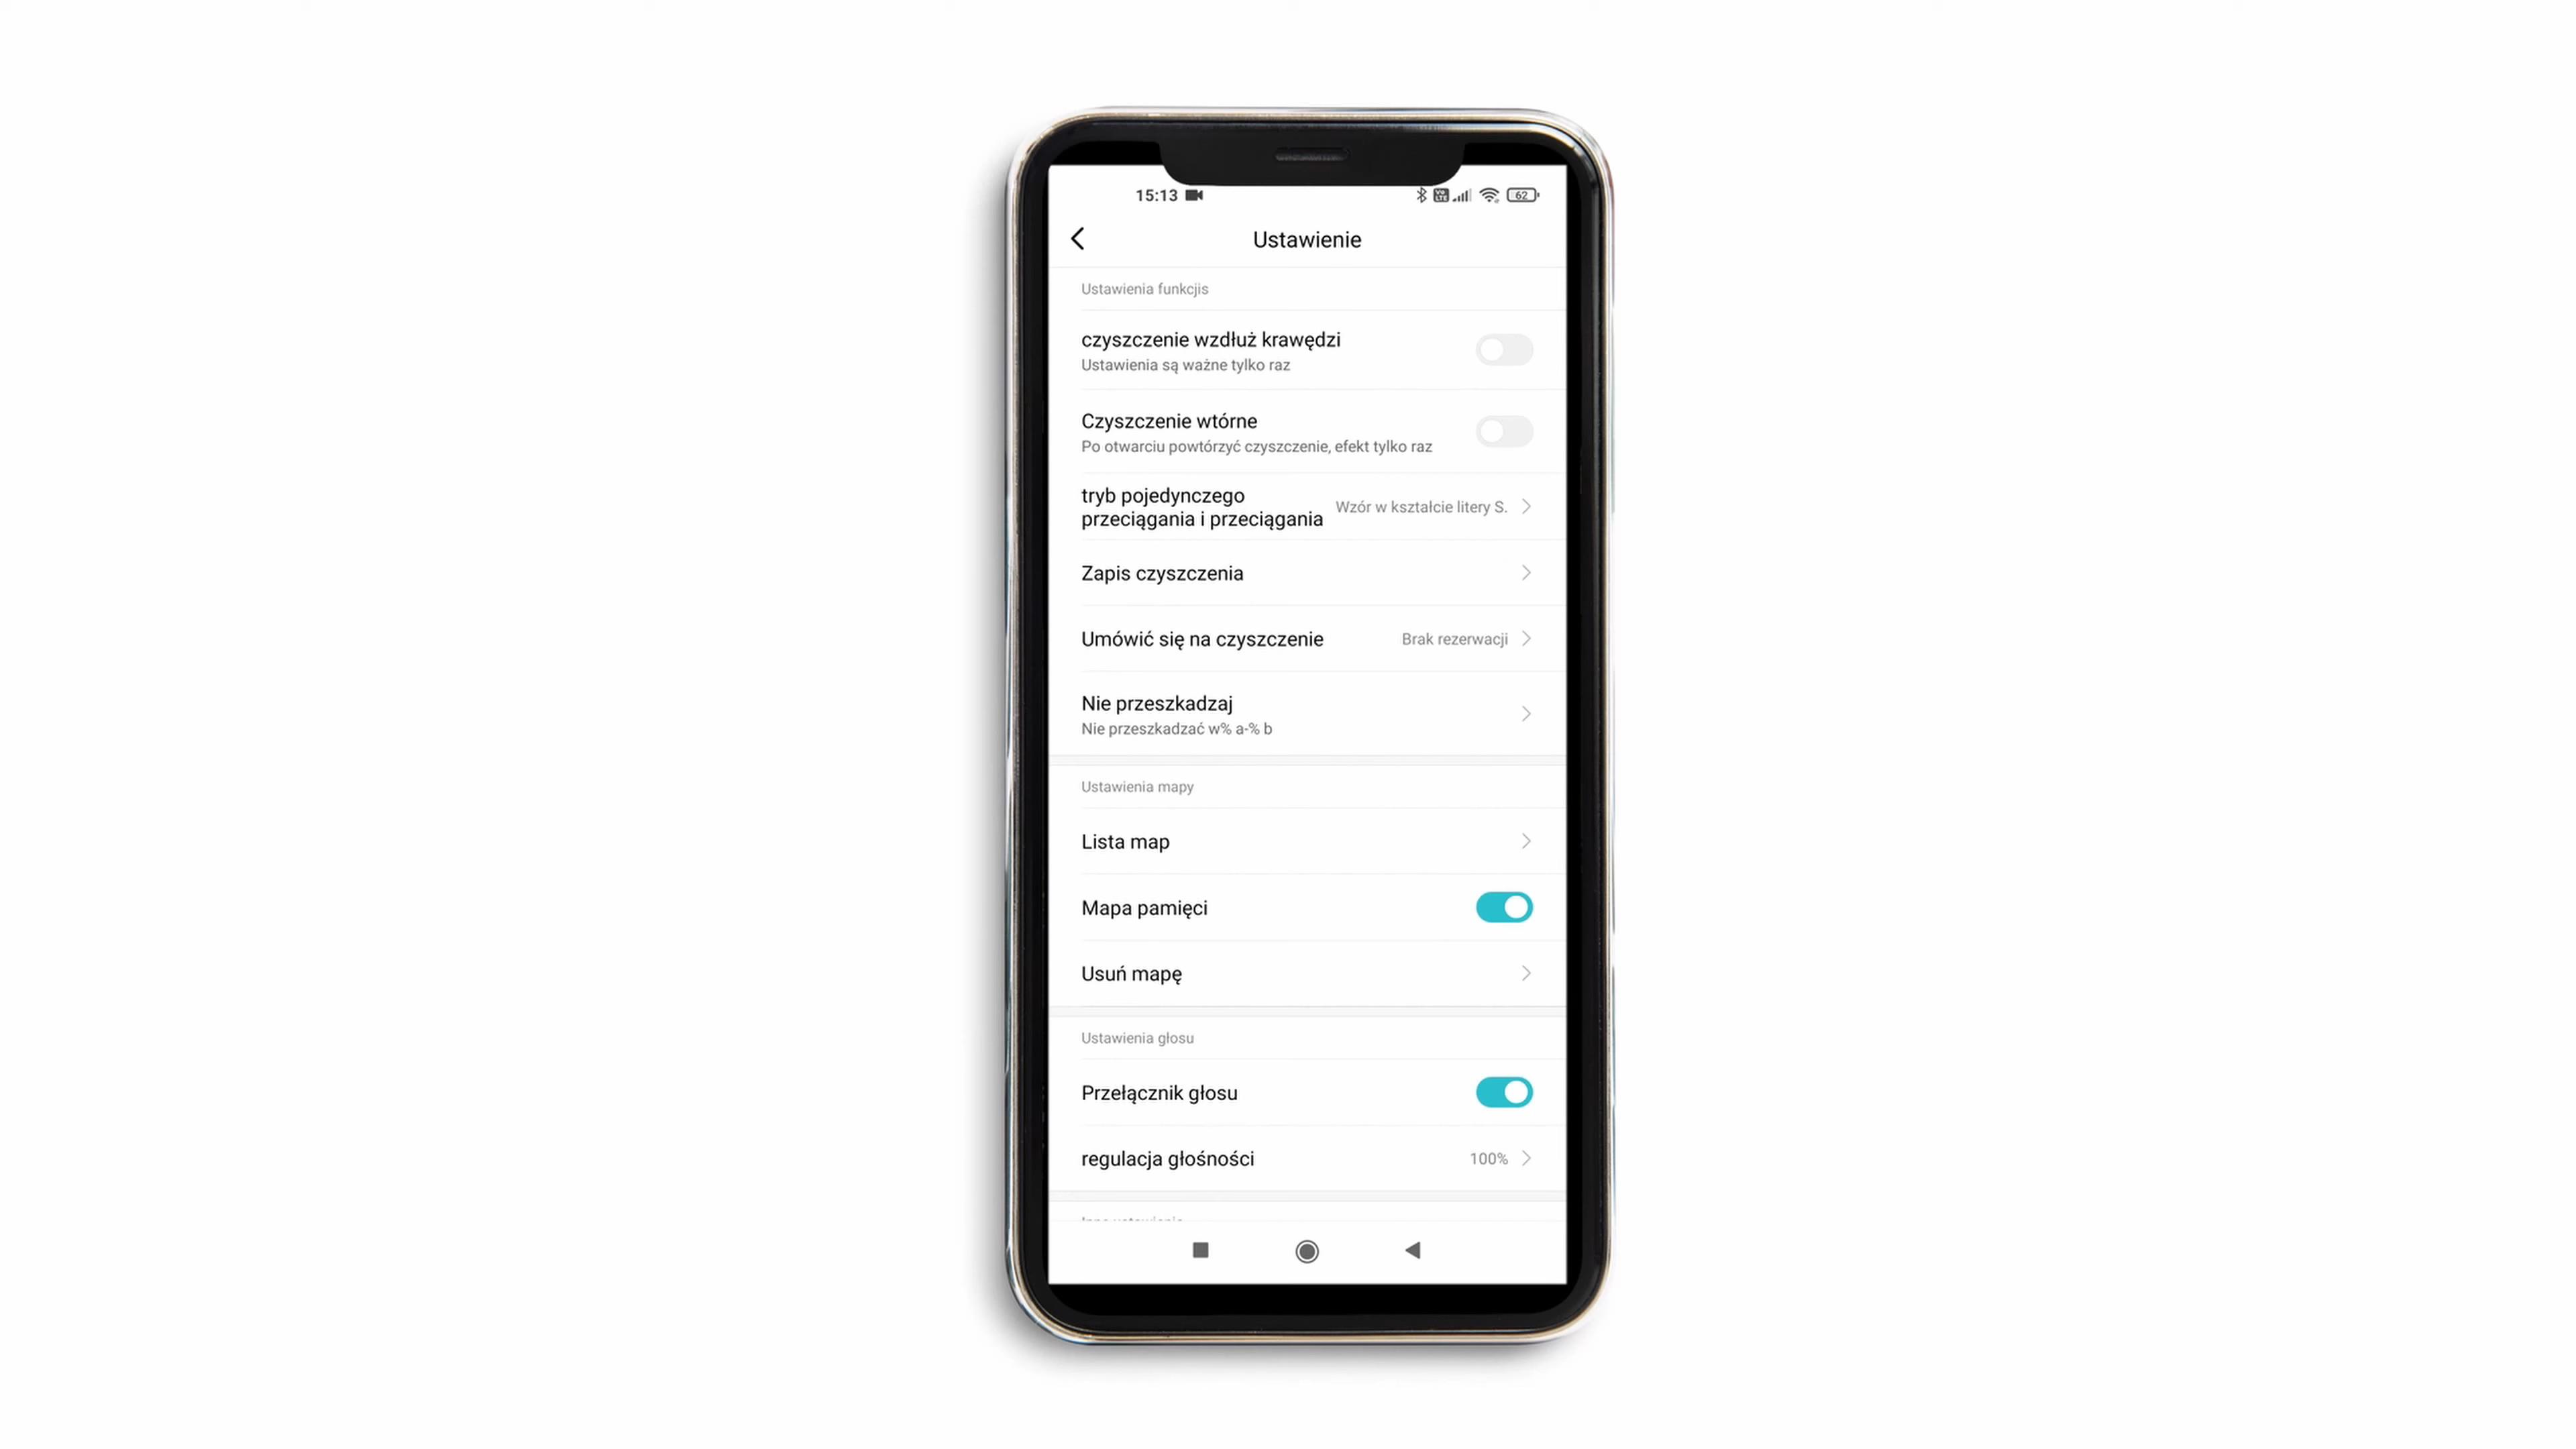 15:13
62
Ustawienie
Ustawienia funkcjis
czyszczenie wzdłuż krawędzi
Ustawienia są ważne tylko raz
Czyszczenie wtórne
Po otwarciu powtórzyć czyszczenie, efekt tylko raz
tryb pojedynczego
przeciągania i przeciągania
Wzór w kształcie litery S.
Zapis czyszczenia
Umówić się na czyszczenie
Brak rezerwacji
Nie przeszkadzaj
Nie przeszkadzać w% a-% b
Ustawienia mapy
Lista map
Mapa pamięci
Usuń mapę
Ustawienia głosu
Przełącznik głosu
regulacja głośności
100%